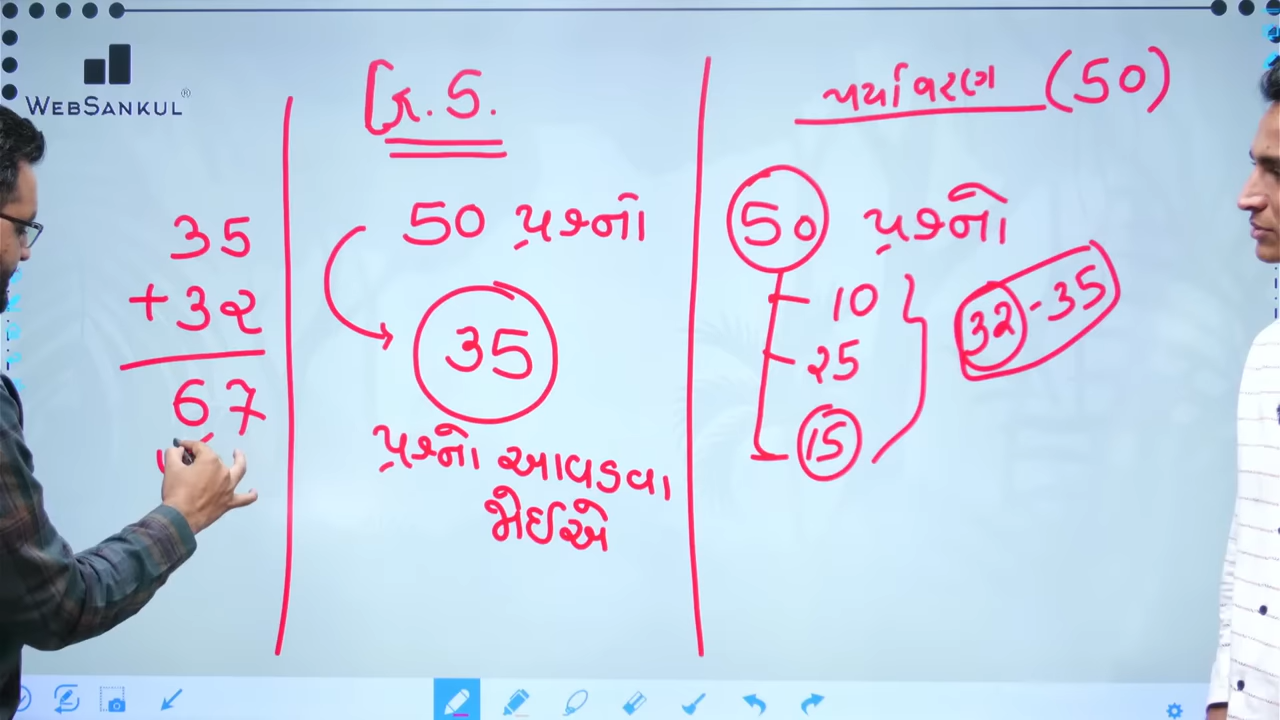 WEBSANKUL®
35
+32
67
ક્રિ. S.
50 પ્રશ્નો
35
પ્રશ્નો આવડવા
જોઈએ
પર્યાવરણ (50)
50 પ્રશ્નો
10
25
15
32 - 35